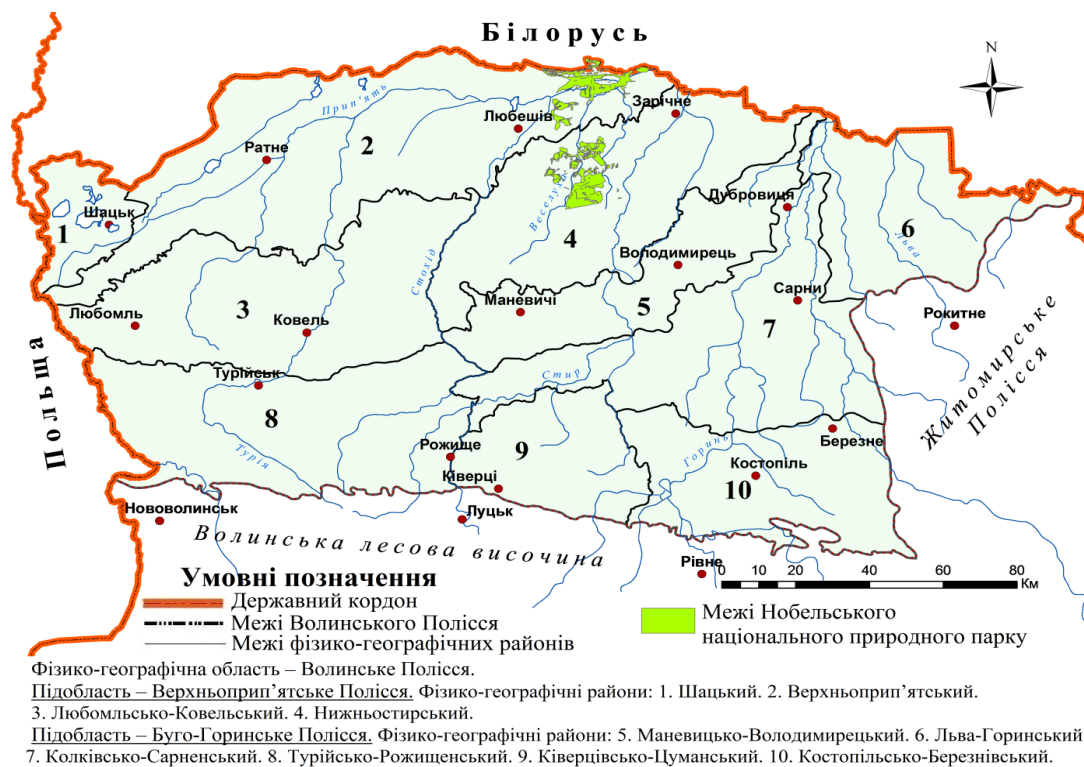 Білорусь
N
Зарічне
Любешів
Прип'ять
2
Ратне
Шацьк
1
Веселуха
Дубровиця
6
Льва
4
Володимирець
Стохід
Маневичі
5
Сарни
7
Рокитне
Любомль
3
Ковель
Польща
Житомирське
Полісся
Турійськ
8
Стир
Турія
Рожище
9
Ківерці
Горинь
Березне
Костопіль
10
Нововолинськ
Луцьк
Волинська лесова височина
Рівне
0 10 20 40 60 80
Км
Умовні позначення
Державний кордон
Межі Волинського Полісся
Межі фізико-географічних районів
Межі Нобельського
національного природного парку
Фізико-географічна область – Волинське Полісся.
Підобласть – Верхньоприп'ятське Полісся. Фізико-географічні райони: 1. Шацький. 2. Верхньоприп'ятський.
3. Любомльсько-Ковельський. 4. Нижньостирський.
Підобласть – Буго-Горинське Полісся. Фізико-географічні райони: 5. Маневицько-Володимирецький. 6. Льва-Горинський
7. Колківсько-Сарненський. 8. Турійсько-Рожищенський. 9. Ківерцівсько-Цуманський. 10. Костопільсько-Березнівський.